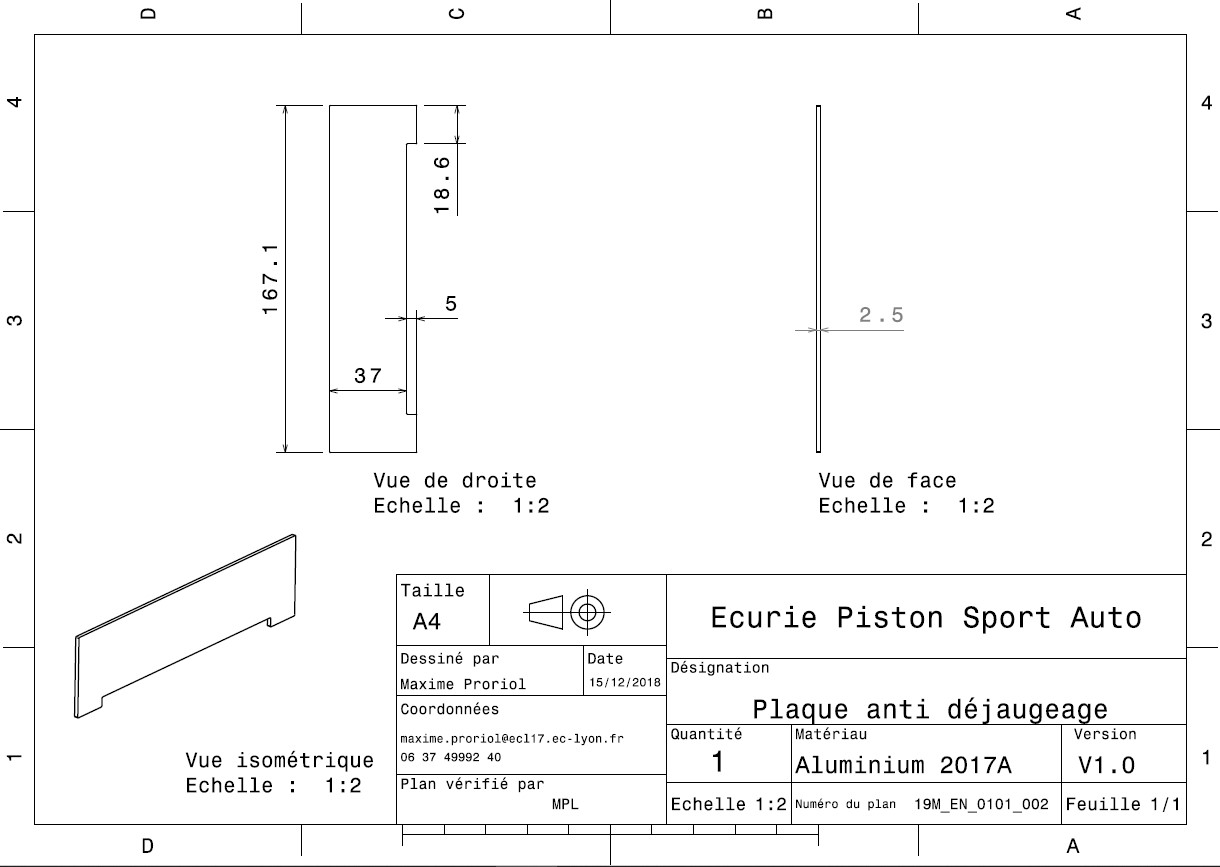 D C B A
4 4
18.6
167.1
3 3
5
2.5
37
Vue de droite
Echelle : 1:2
Vue de face
Echelle : 1:2
2 2
Taille
A4
Ecurie Piston Sport Auto
Dessiné par
Maxime Proriol
Date
15/12/2018
Désignation
Plaque anti déjaugeage
Coordonnées
maxime.proriol@ecl17.ec-lyon.fr
06 37 49992 40
Quantité
1
Matériau
Aluminium 2017A
Version
V1.0
1 1
Vue isométrique
Echelle : 1:2
Plan vérifié par
MPL
Echelle 1:2
Numéro du plan 19M_EN_0101_002
Feuille 1/1
D A